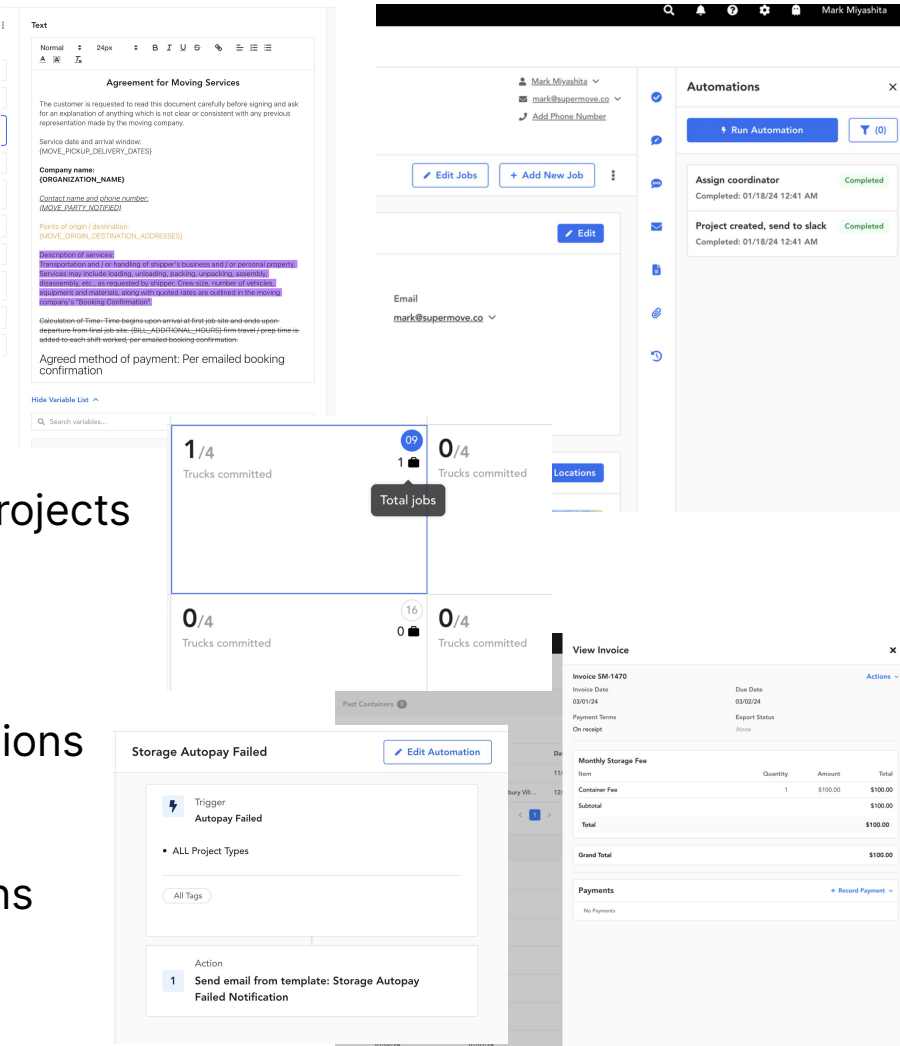 Text
Normal 24px B I U S
A A Tx
Agreement for Moving Services
The customer is requested to read this document carefully before signing and ask
for an explanation of anything which is not clear or consistent with any previous
representation made by the moving company.
Service date and arrival window:
{MOVE_PICKUP_DELIVERY_DATES}
Company name:
{ORGANIZATION_NAME}
Contact name and phone number:
{MOVE_PARTY_NOTIFIED}
Points of origin / destination:
{MOVE_ORIGIN_DESTINATION_ADDRESSES}
Description of services:
Transportation and / or handling of shipper's business and / or personal property.
Services may include loading, unloading, packing, unpacking, assembly,
disassembly, etc., as requested by shipper. Crew size, number of vehicles,
equipment and materials, along with quoted rates are outlined in the moving
company's "Booking Confirmation".
Calculation of Time: Time begins upon arrival at first job site and ends upon
departure from final job site. {BILL_ADDITIONAL_HOURS} firm travel / prep time is
added to each shift worked, per emailed booking confirmation.
Agreed method of payment: Per emailed booking
confirmation
Hide Variable List
Search variables...
Mark Miyashita
Mark Miyashita
mark@supermove.co
Add Phone Number
Edit Jobs + Add New Job
Edit
Email
mark@supermove.co
Locations
Automations ×
Run Automation (0)
Assign coordinator Completed
Completed: 01/18/24 12:41 AM
Project created, send to slack Completed
Completed: 01/18/24 12:41 AM
rojects
1/4 09 0/4
Trucks committed 1 Trucks committed
Total jobs
0/4 16 0/4
Trucks committed 0 Trucks committed
ions
ns
Past Containers 0
Da
11/
bury Vill... 12/
< 1 >
Storage Autopay Failed Edit Automation
Trigger
Autopay Failed
• ALL Project Types
All Tags
Action
1 Send email from template: Storage Autopay
Failed Notification
View Invoice ×
Invoice SM-1470 Actions
Invoice Date Due Date
03/01/24 03/02/24
Payment Terms Export Status
On receipt None
Monthly Storage Fee
Item Quantity Amount Total
Container Fee 1 $100.00 $100.00
Subtotal $100.00
Total $100.00
Grand Total $100.00
Payments + Record Payment
No Payments